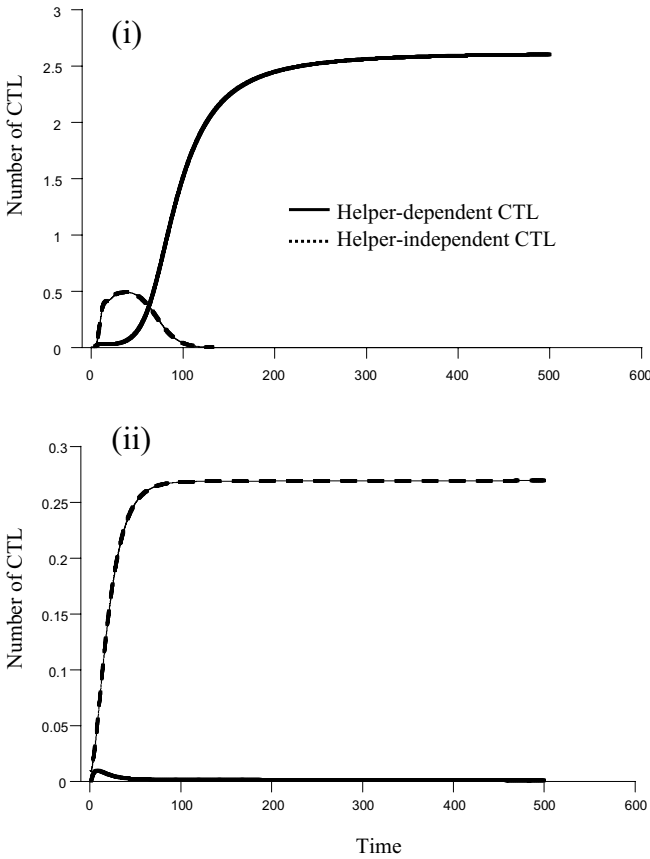 (i)
3
2.5
2
1.5
1
0.5
0
Number of CTL
Helper-dependent CTL
Helper-independent CTL
0 100 200 300 400 500 600
(ii)
0.3
0.25
0.2
0.15
0.1
0.05
0
Number of CTL
0 100 200 300 400 500 600
Time